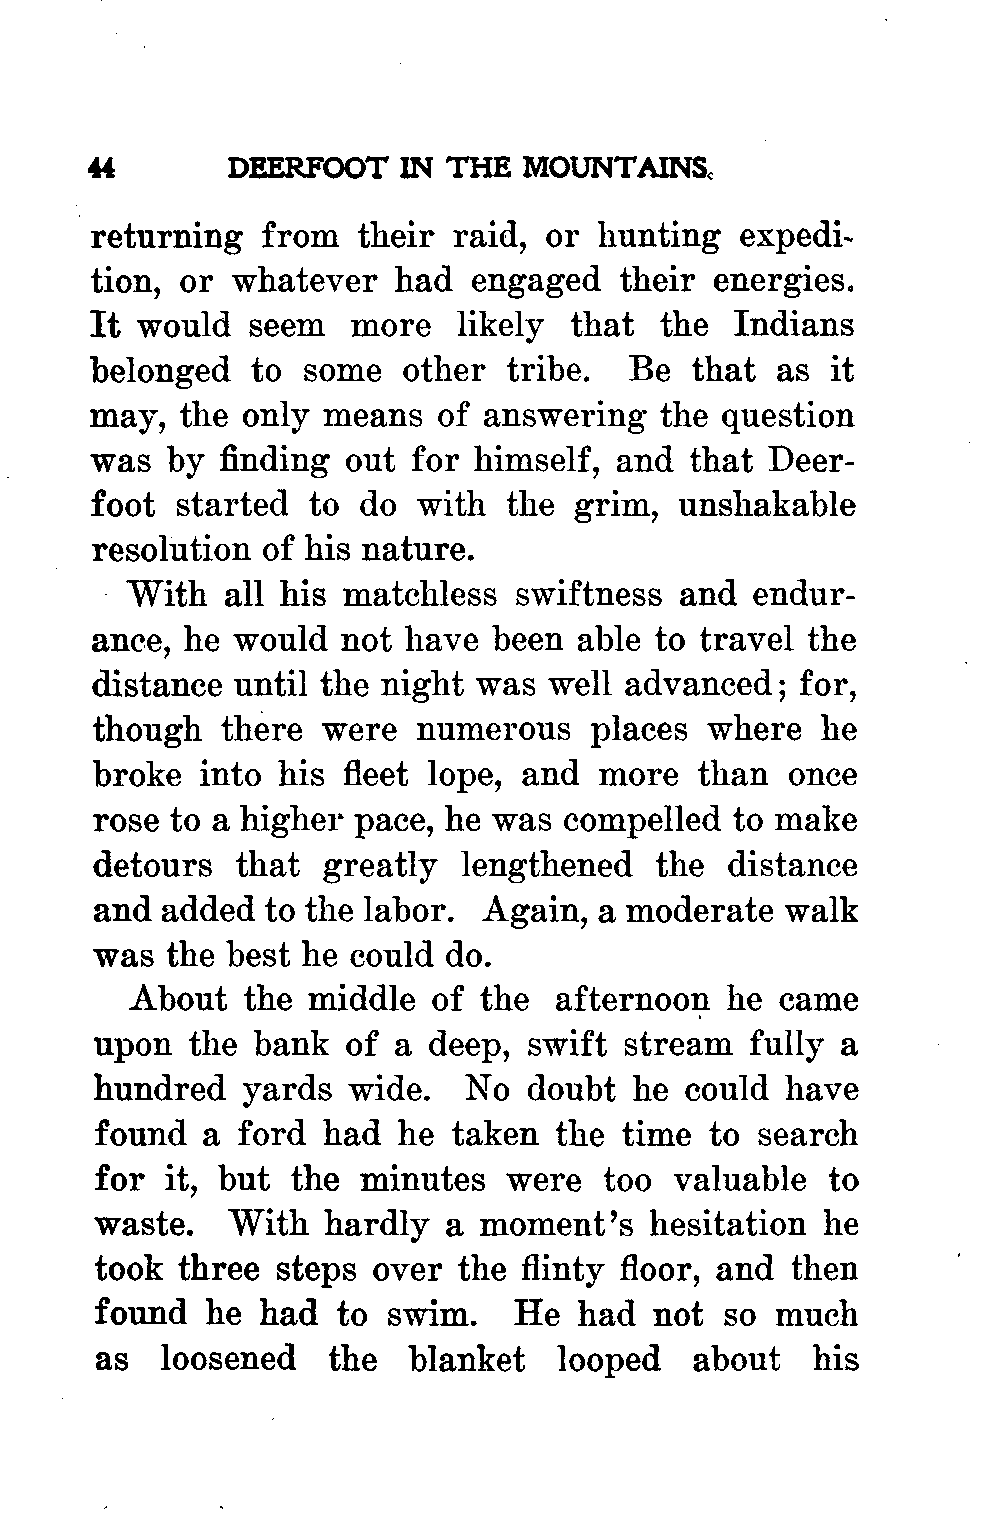 44 DEERFOOT IN THE MOUNTAINS.
returning from their raid, or hunting expedi-
tion, or whatever had engaged their energies.
It would seem more likely that the Indians
belonged to some other tribe. Be that as it
may, the only means of answering the question
was by finding out for himself, and that Deer-
foot started to do with the grim, unshakable
resolution of his nature.
With all his matchless swiftness and endur-
ance, he would not have been able to travel the
distance until the night was well advanced; for,
though there were numerous places where he
broke into his fleet lope, and more than once
rose to a higher pace, he was compelled to make
detours that greatly lengthened the distance
and added to the labor. Again, a moderate walk
was the best he could do.
About the middle of the afternoon he came
upon the bank of a deep, swift stream fully a
hundred yards wide. No doubt he could have
found a ford had he taken the time to search
for it, but the minutes were too valuable to
waste. With hardly a moment's hesitation he
took three steps over the flinty floor, and then
found he had to swim. He had not so much
as loosened the blanket looped about his